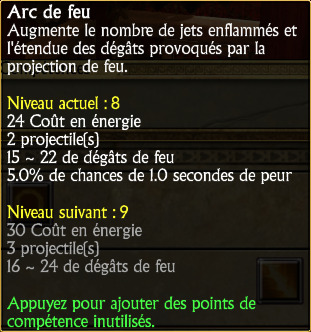 Arc de feu
Augmente le nombre de jets enflammés et
l'étendue des dégâts provoqués par la
projection de feu.
Niveau actuel : 8
24 Coût en énergie
2 projectile(s)
15 ~ 22 de dégâts de feu
5.0% de chances de 1.0 secondes de peur
Niveau suivant : 9
30 Coût en énergie
3 projectile(s)
16 ~ 24 de dégâts de feu
Appuyez pour ajouter des points de
compétence inutilisés.